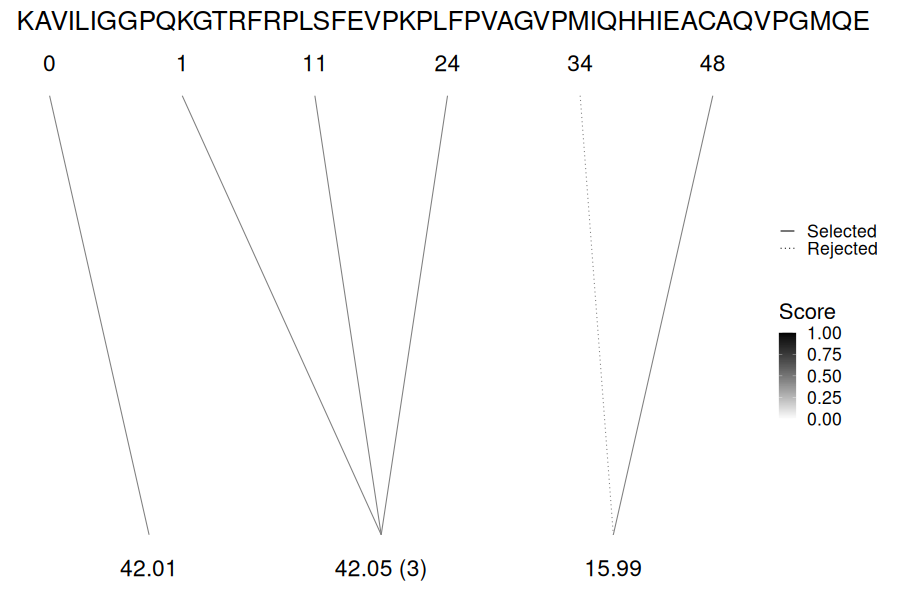 KAVILIGGPQKGTRFRPLSFEVPKPLFPVAGVPMIQHHIEACAQVPGMQE
0 1 11 24 34 48
Selected
Rejected
Score
1.00
0.75
0.50
0.25
0.00
42.01 42.05 (3) 15.99